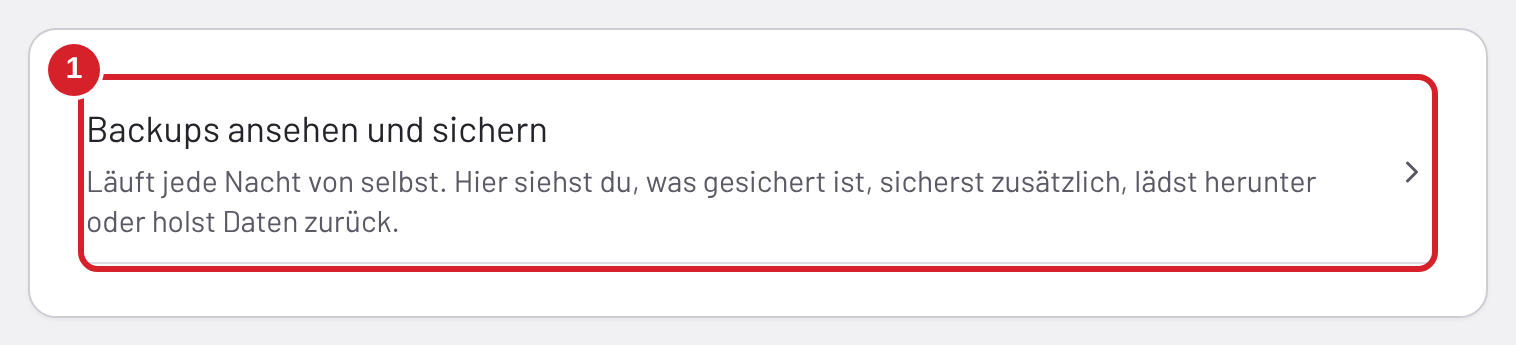 1
Backups ansehen und sichern
Läuft jede Nacht von selbst. Hier siehst du, was gesichert ist, sicherst zusätzlich, lädst herunter
oder holst Daten zurück.